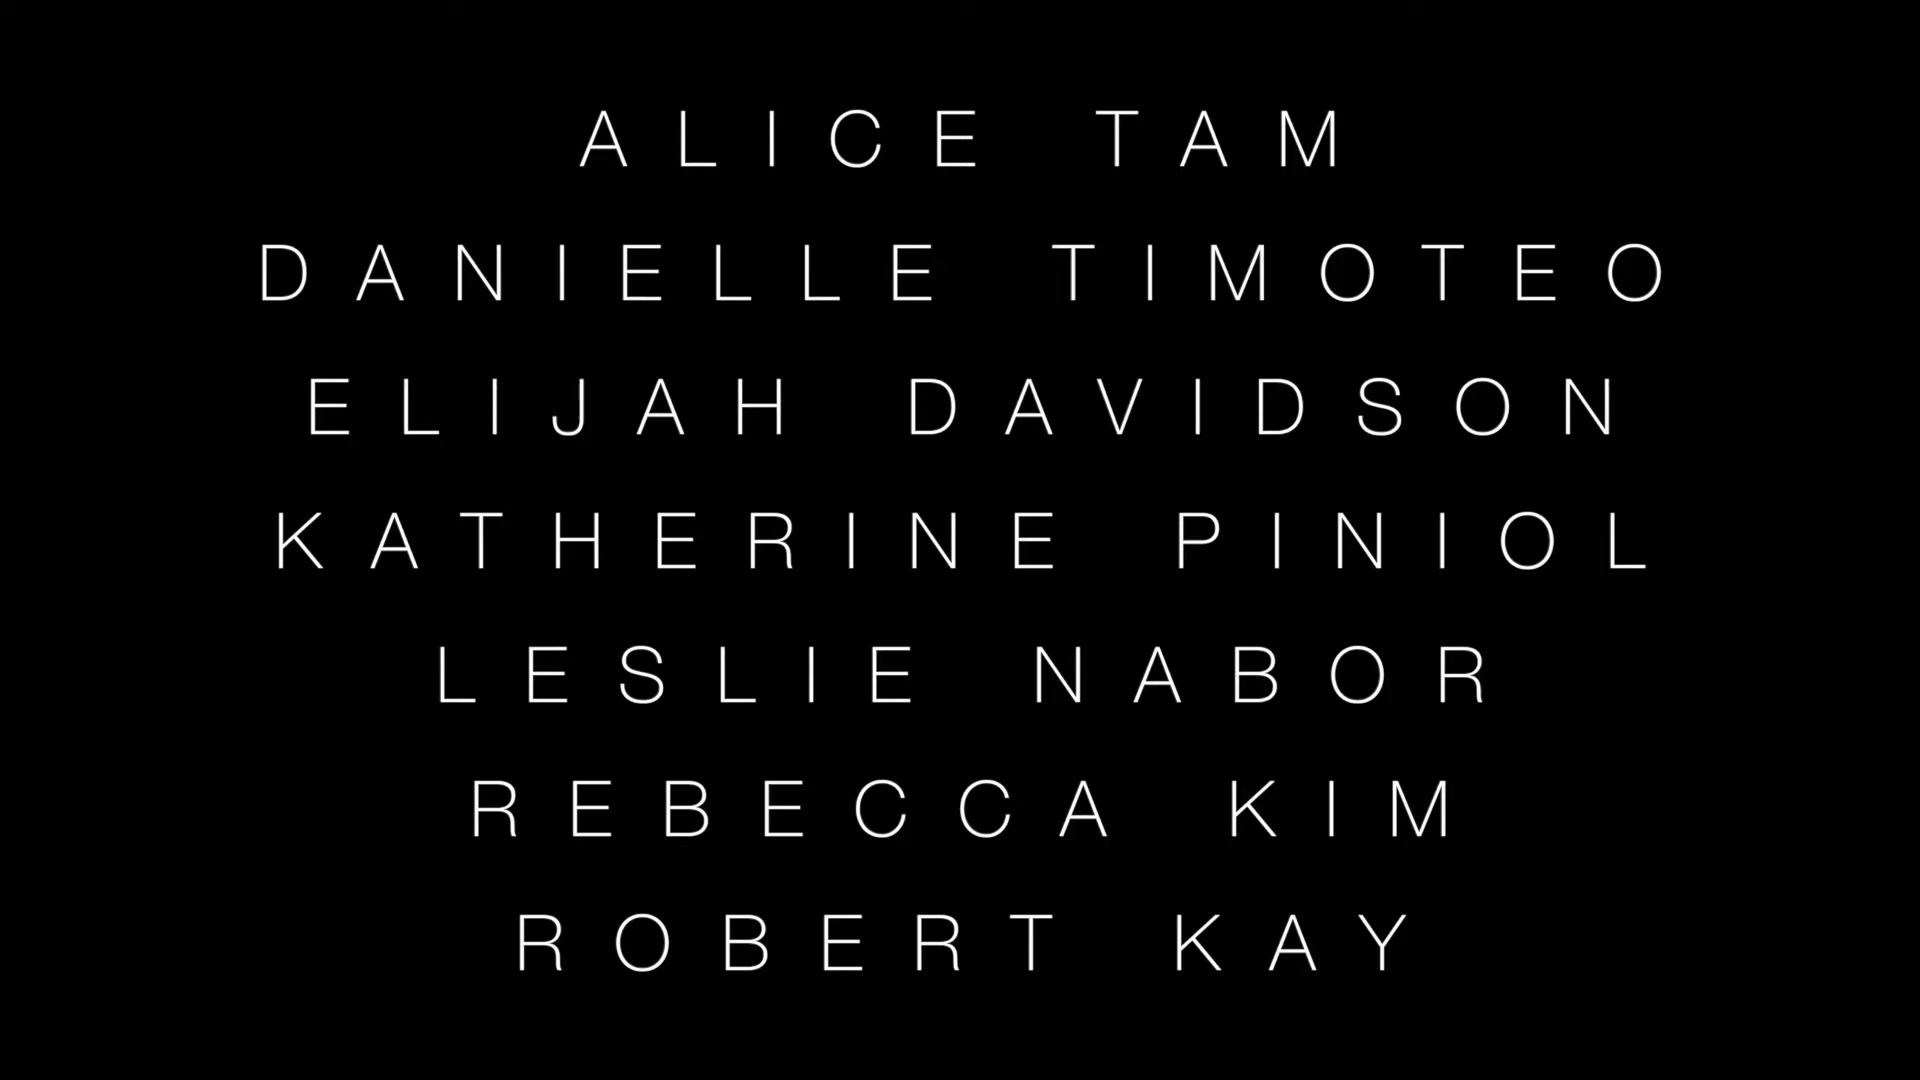 ALICE TAM
DANIELLE TIMOTEO
ELIJAH DAVIDSON
KATHERINE PINIOL
LESLIE NABOR
REBECCA KIM
ROBERT KAY